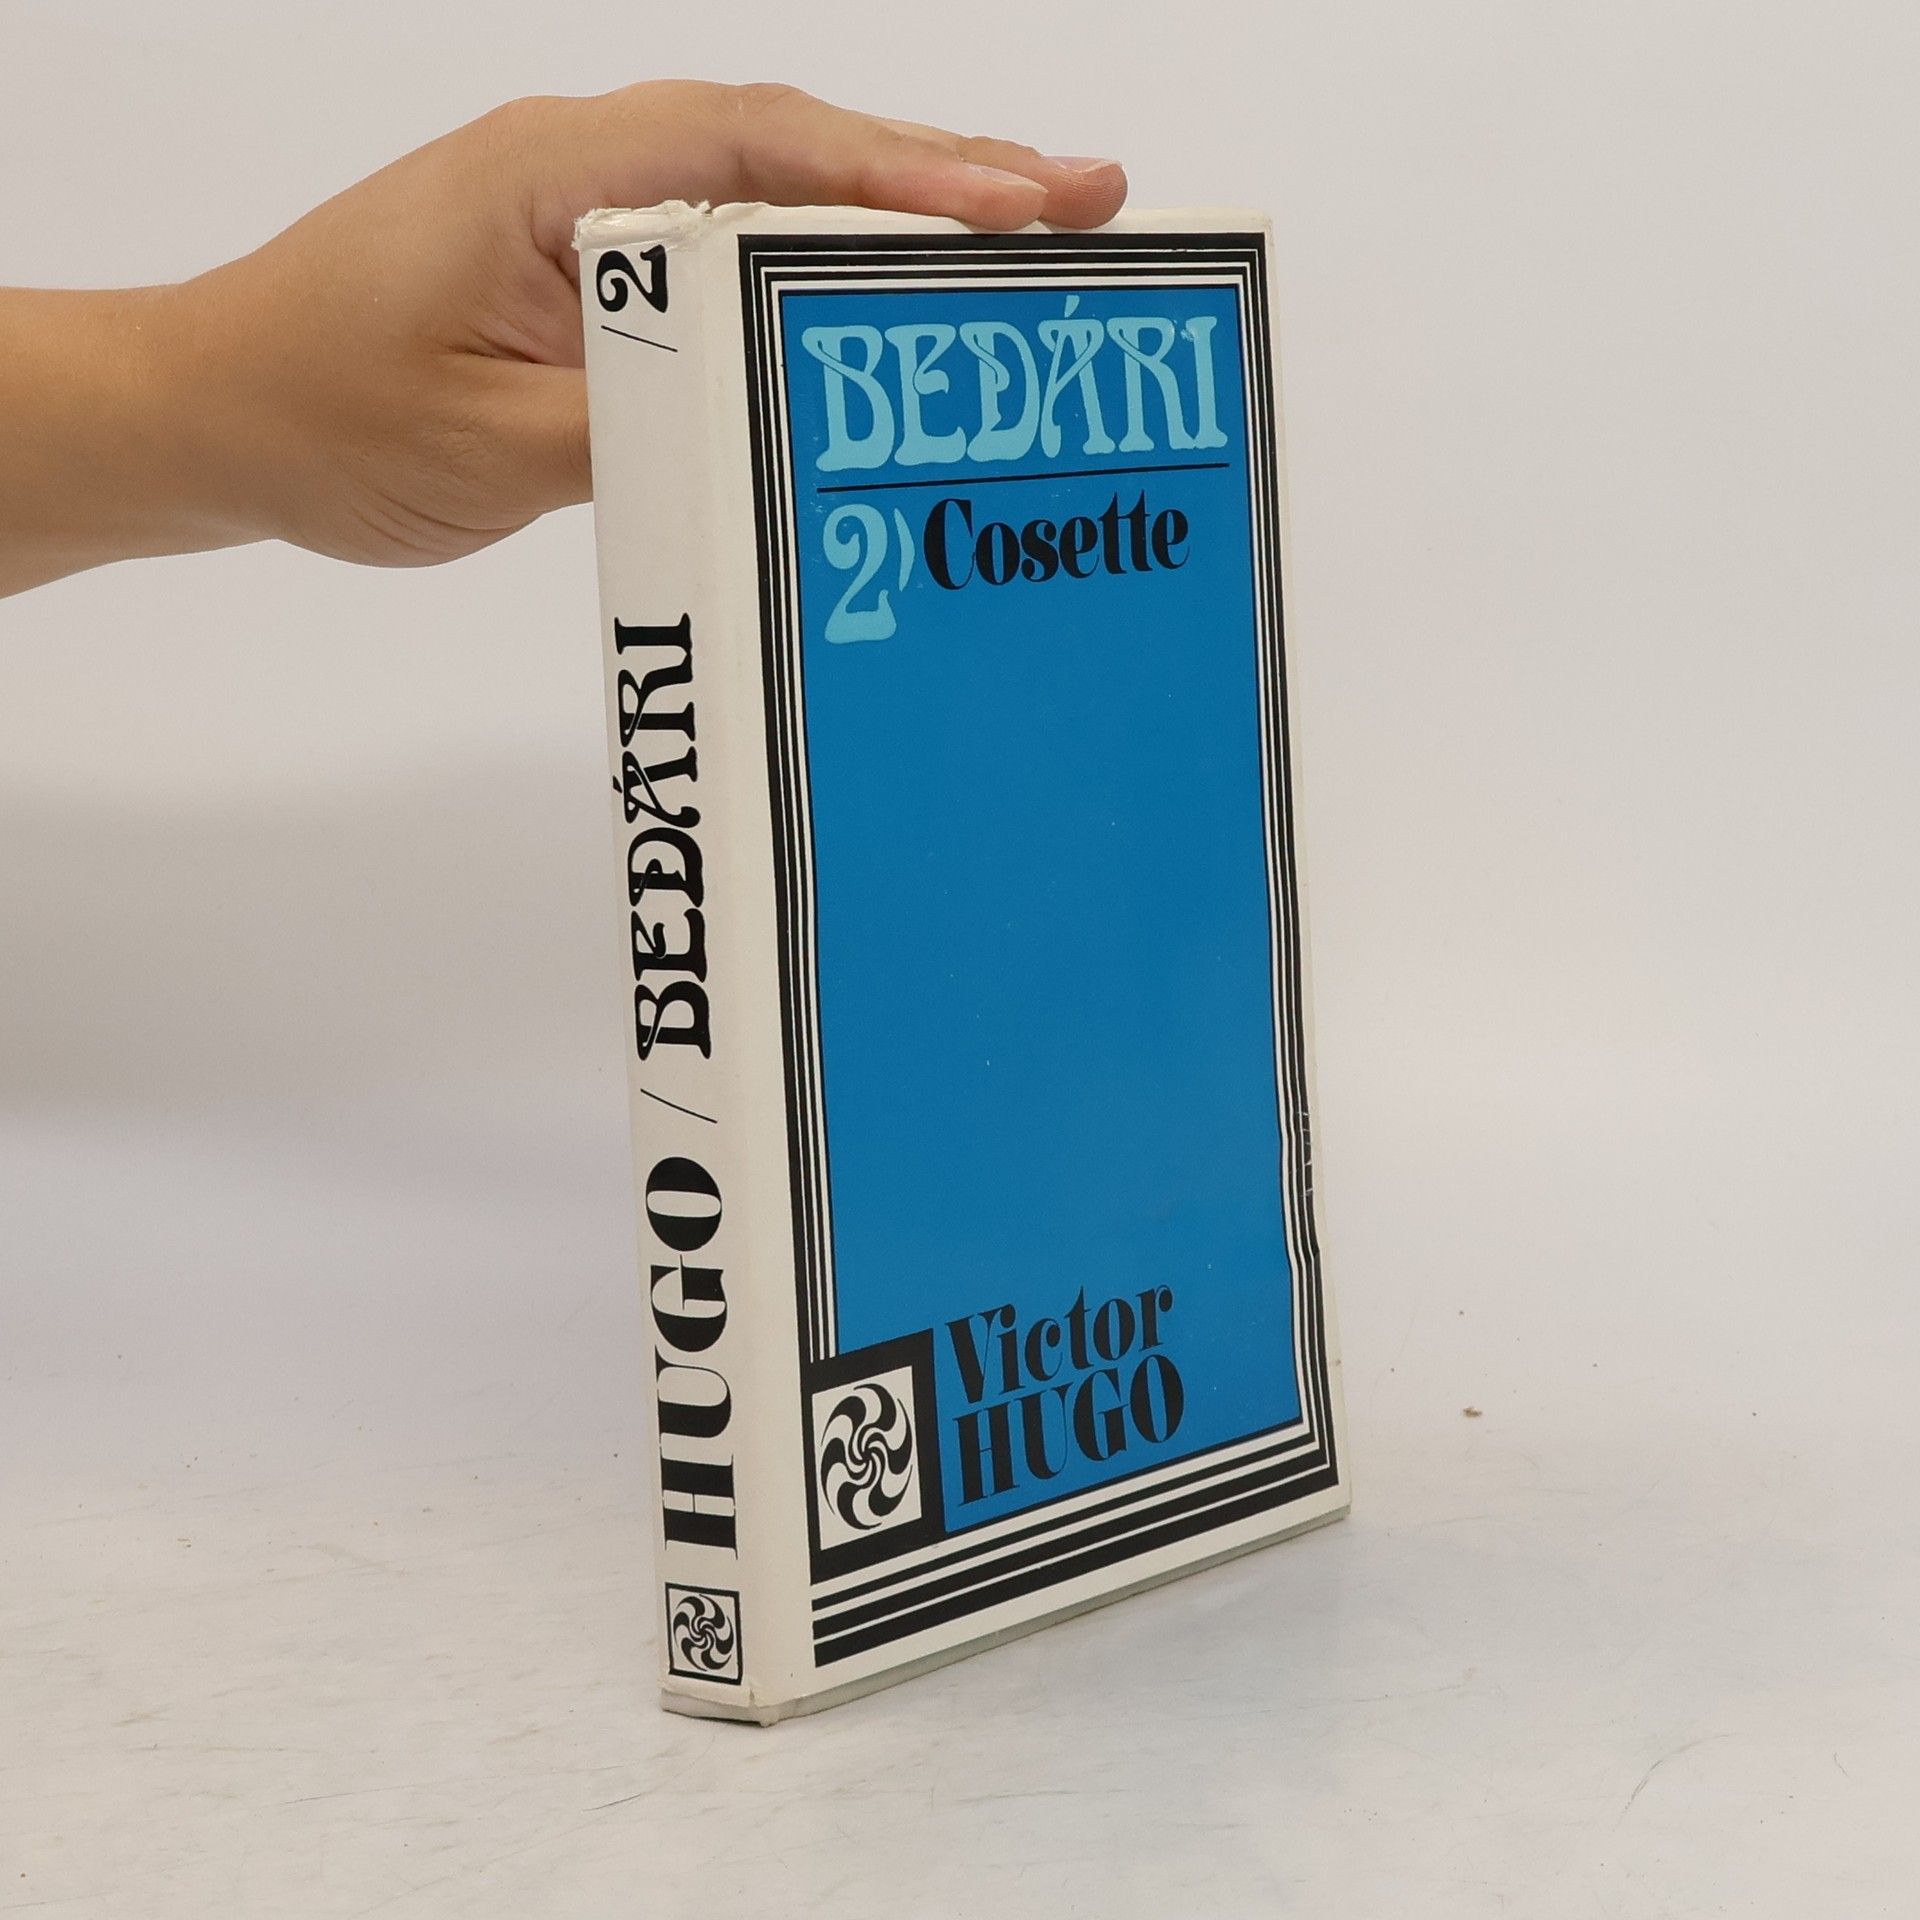 HUGO / BEDÁRI /2
BEDÁRI
2) Cosette
Victor
HUGO